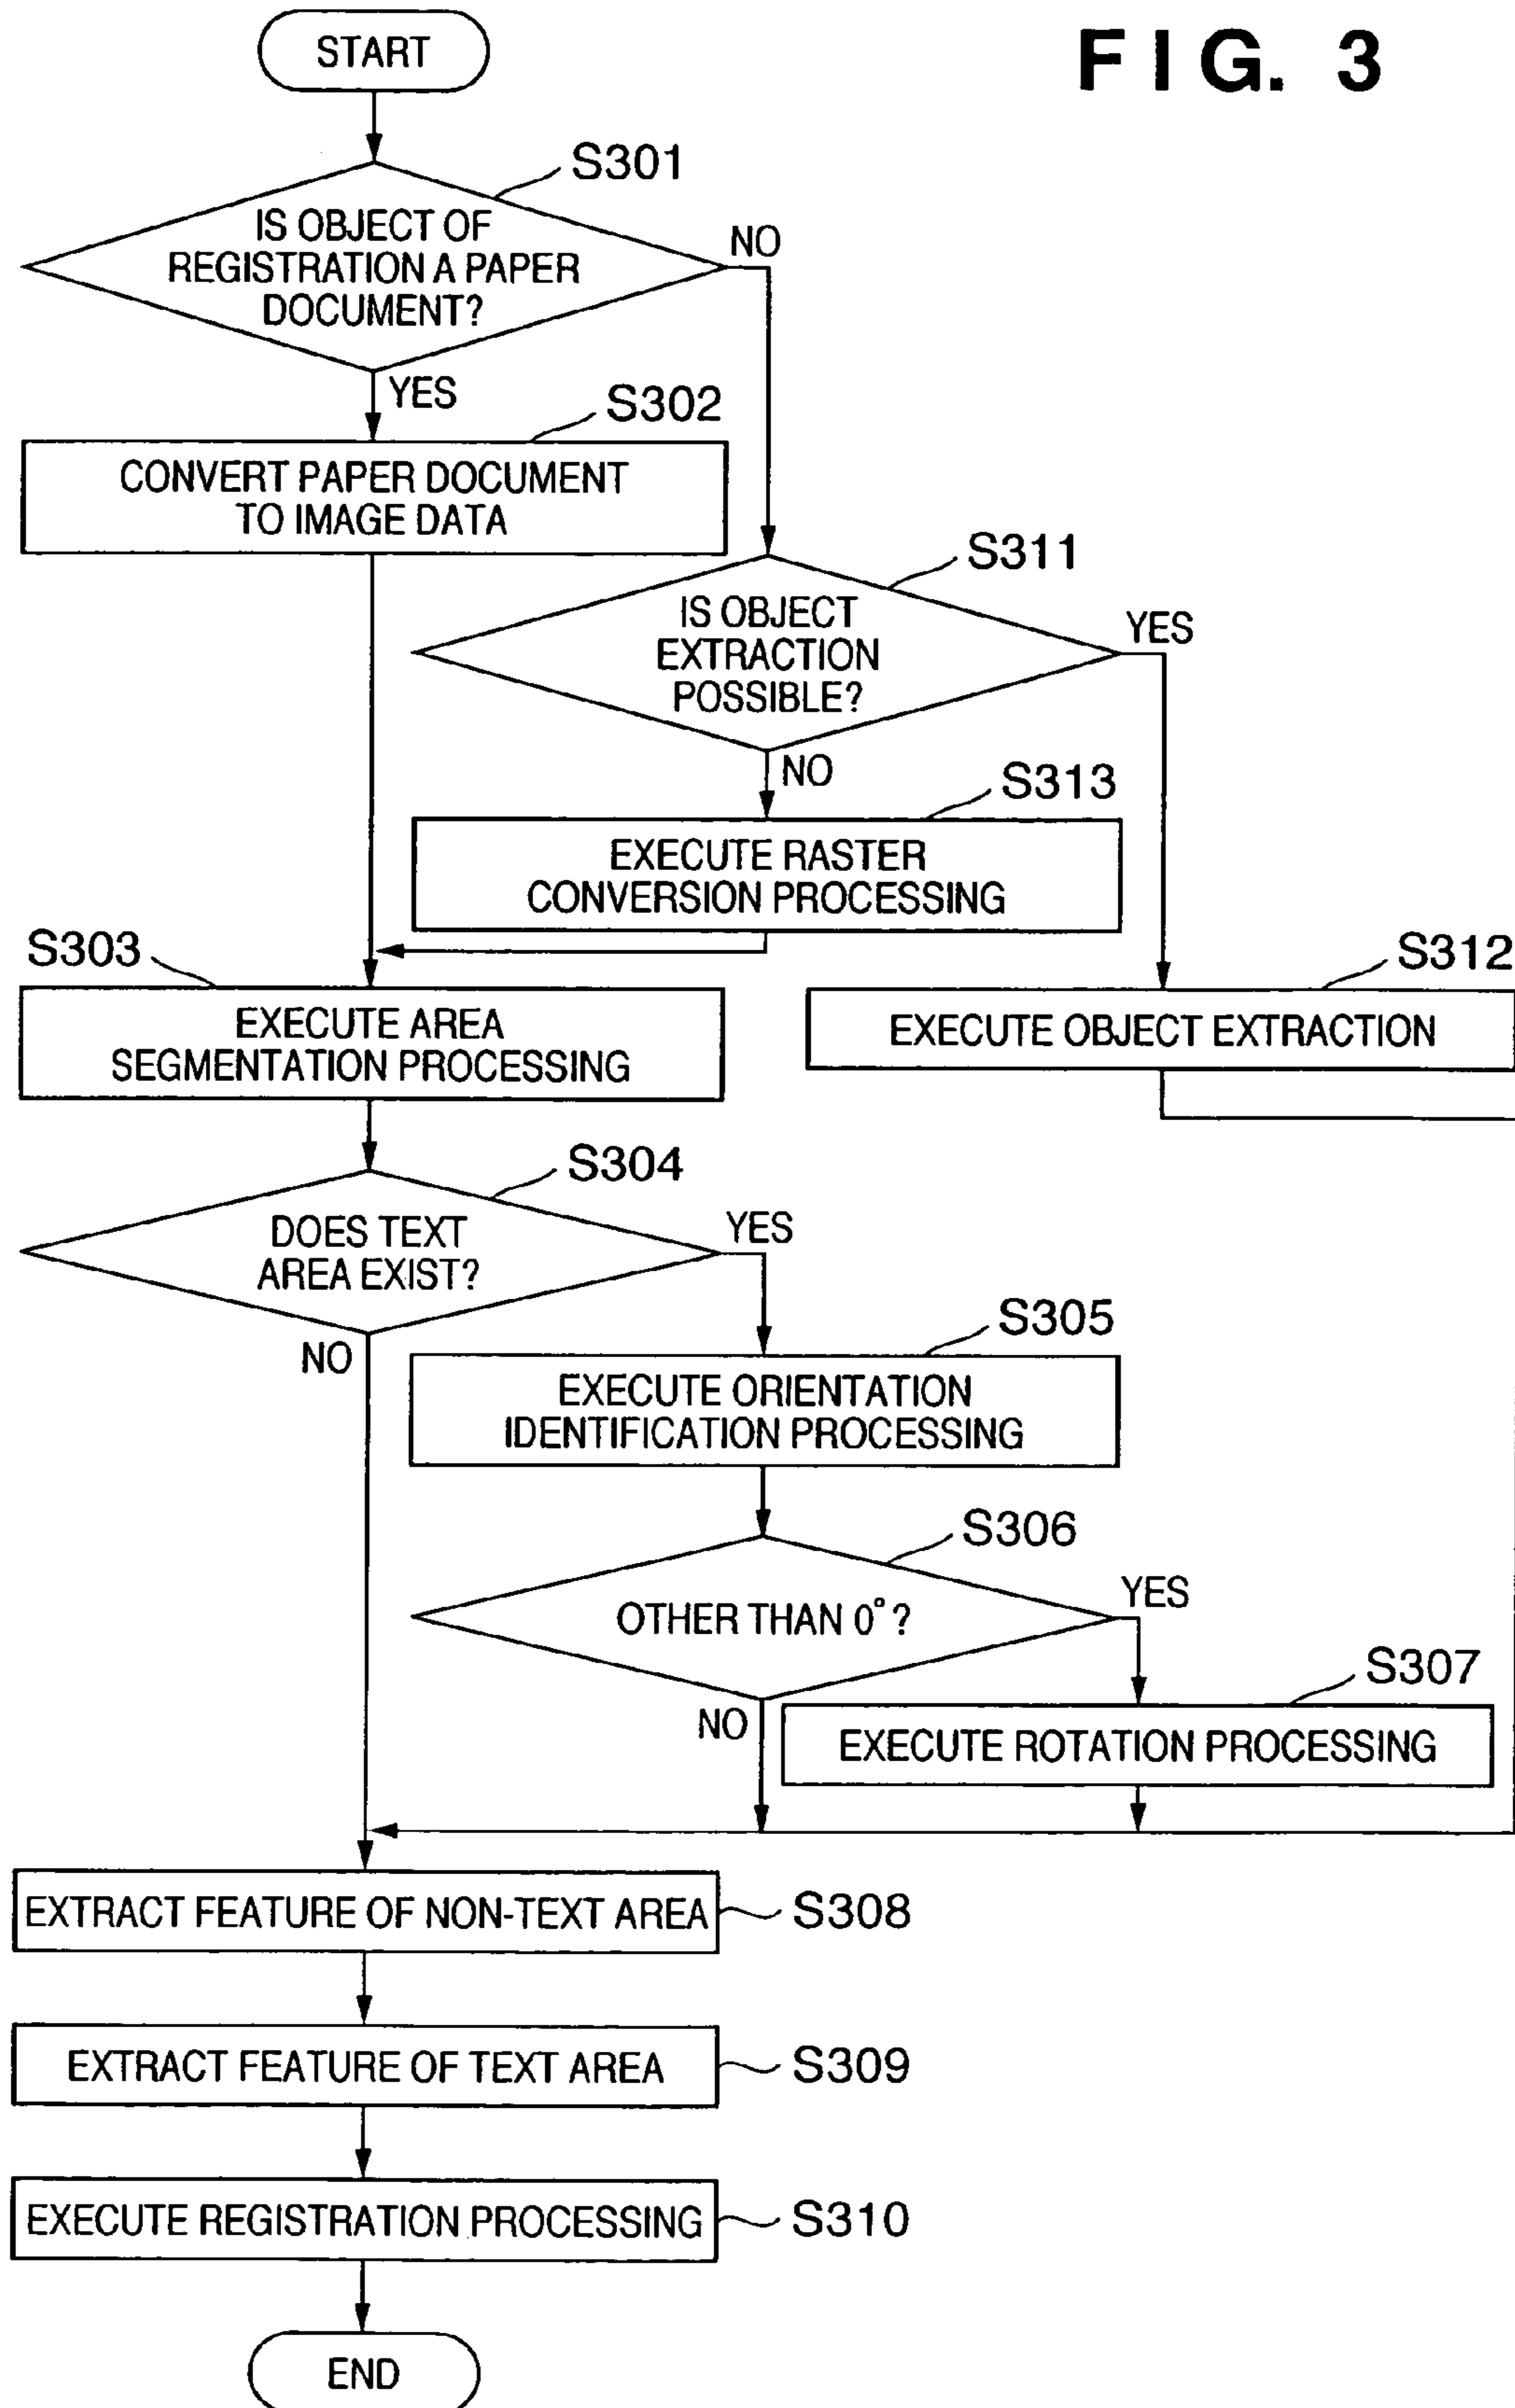 FIG. 3
START
S301
IS OBJECT OF
REGISTRATION A PAPER
DOCUMENT?
NO
YES
S302
CONVERT PAPER DOCUMENT
TO IMAGE DATA
S311
IS OBJECT
EXTRACTION
POSSIBLE?
YES
NO
S313
EXECUTE RASTER
CONVERSION PROCESSING
S303
EXECUTE AREA
SEGMENTATION PROCESSING
S312
EXECUTE OBJECT EXTRACTION
S304
DOES TEXT
AREA EXIST?
YES
NO
S305
EXECUTE ORIENTATION
IDENTIFICATION PROCESSING
S306
OTHER THAN 0°?
YES
NO
S307
EXECUTE ROTATION PROCESSING
EXTRACT FEATURE OF NON-TEXT AREA
S308
EXTRACT FEATURE OF TEXT AREA
S309
EXECUTE REGISTRATION PROCESSING
S310
END